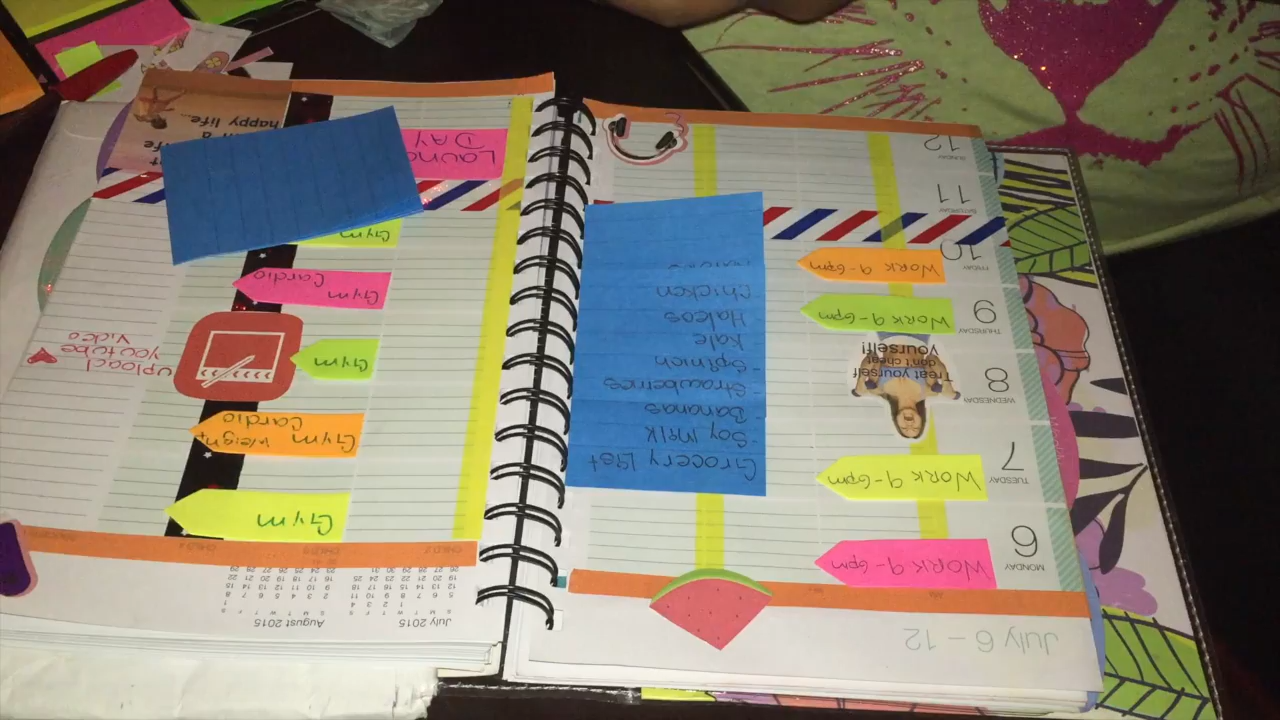 July 6 – 12
MONDAY
6
WORK 9-6pm
TUESDAY
7
WORK 9-6pm
WEDNESDAY
8
Treat yourself
don't cheat
yourself!
THURSDAY
9
WORK 9-6pm
FRIDAY
10
WORK 9-6pm
SATURDAY
11
SUNDAY
12
Grocery List
-Soy Milk
Bananas
-Strawberries
-Spinich
kale
Haleos
Chicken
July 2015
August 2015
Gym
Gym weight
Cardio
Gym
upload
youtube
video
Gym
Cardio
Gym
DAY
happy life...